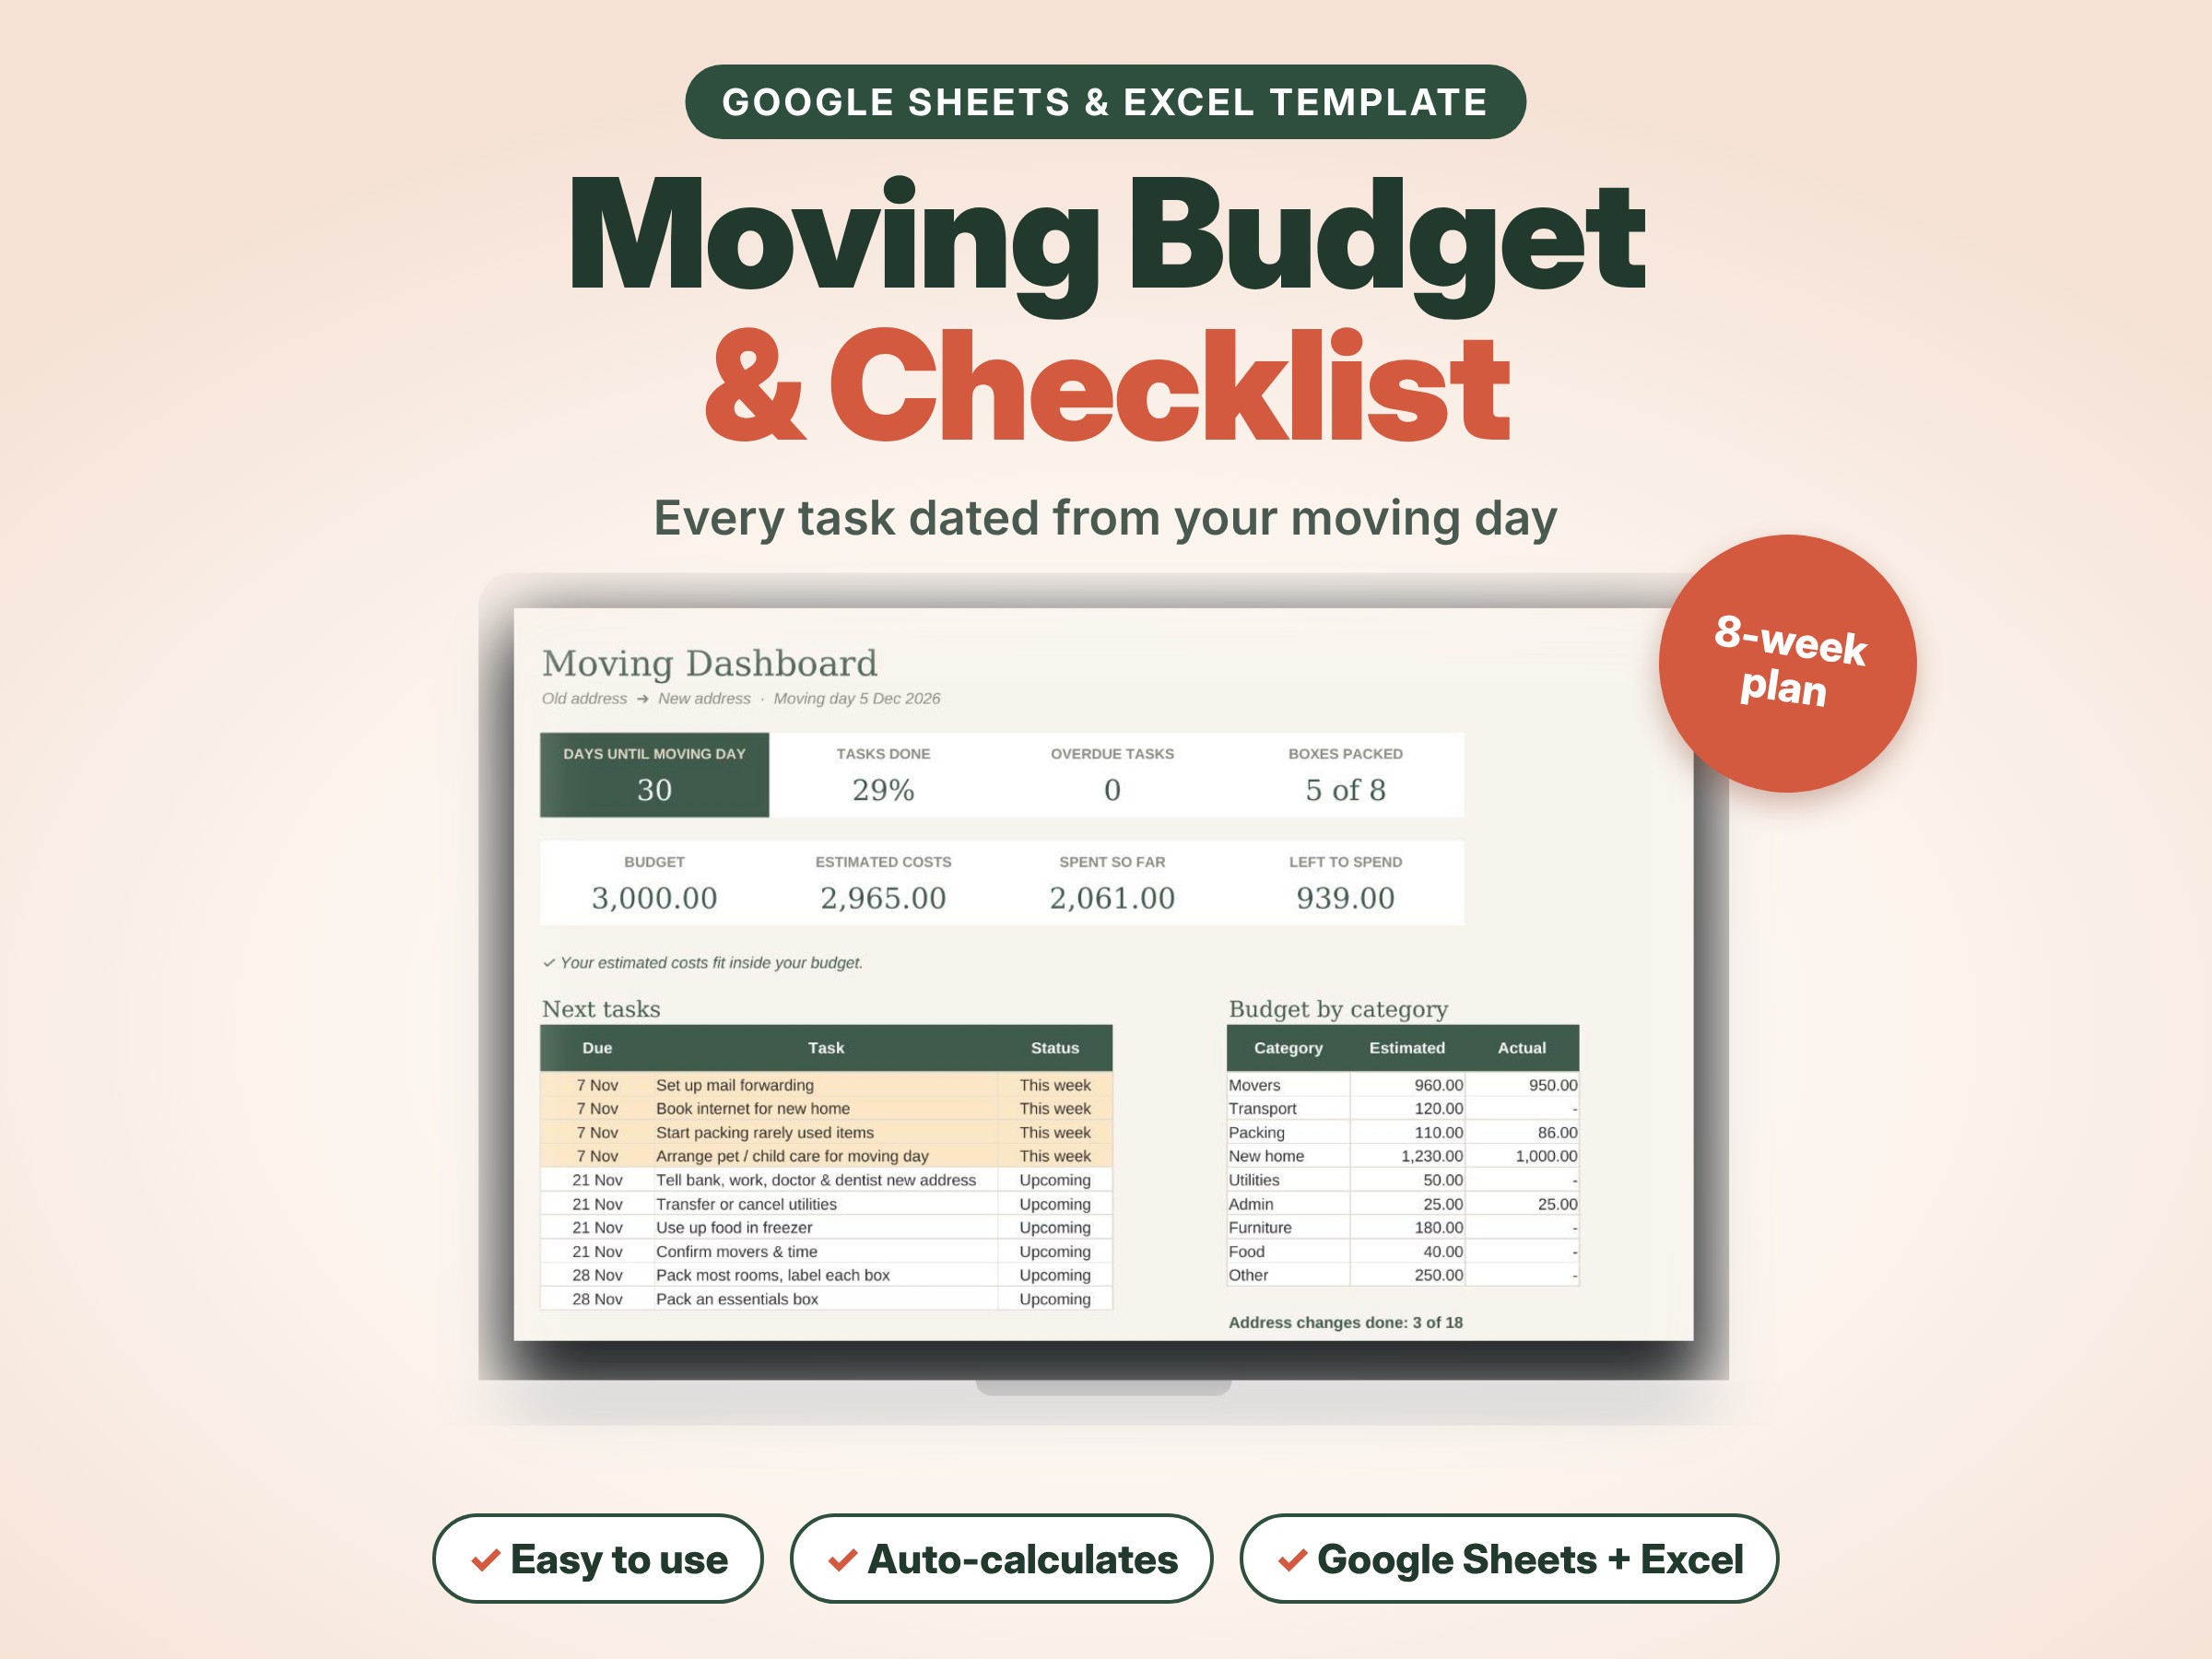 GOOGLE SHEETS & EXCEL TEMPLATE
Moving Budget
& Checklist
Every task dated from your moving day
8-week
plan
Moving Dashboard
Old address ➔ New address · Moving day 5 Dec 2026
DAYS UNTIL MOVING DAY TASKS DONE OVERDUE TASKS BOXES PACKED
30 29% 0 5 of 8
BUDGET ESTIMATED COSTS SPENT SO FAR LEFT TO SPEND
3,000.00 2,965.00 2,061.00 939.00
✓ Your estimated costs fit inside your budget.
Next tasks
Due Task Status
7 Nov Set up mail forwarding This week
7 Nov Book internet for new home This week
7 Nov Start packing rarely used items This week
7 Nov Arrange pet / child care for moving day This week
21 Nov Tell bank, work, doctor & dentist new address Upcoming
21 Nov Transfer or cancel utilities Upcoming
21 Nov Use up food in freezer Upcoming
21 Nov Confirm movers & time Upcoming
28 Nov Pack most rooms, label each box Upcoming
28 Nov Pack an essentials box Upcoming
Budget by category
Category Estimated Actual
Movers 960.00 950.00
Transport 120.00 -
Packing 110.00 86.00
New home 1,230.00 1,000.00
Utilities 50.00 -
Admin 25.00 25.00
Furniture 180.00 -
Food 40.00 -
Other 250.00 -
Address changes done: 3 of 18
✓ Easy to use
✓ Auto-calculates
✓ Google Sheets + Excel